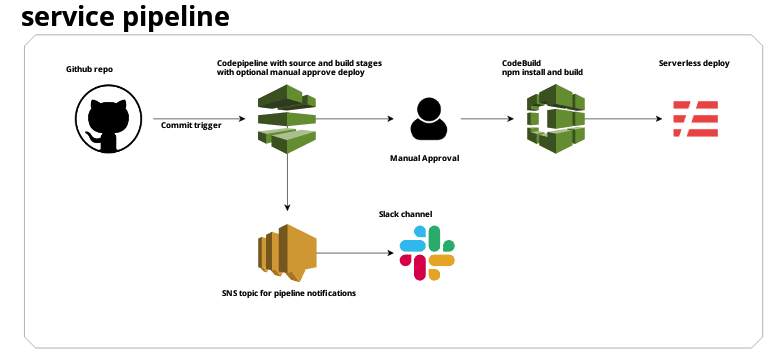 service pipeline
Github repo
Codepipeline with source and build stages
with optional manual approve deploy
CodeBuild
npm install and build
Serverless deploy
Commit trigger
Manual Approval
Slack channel
SNS topic for pipeline notifications